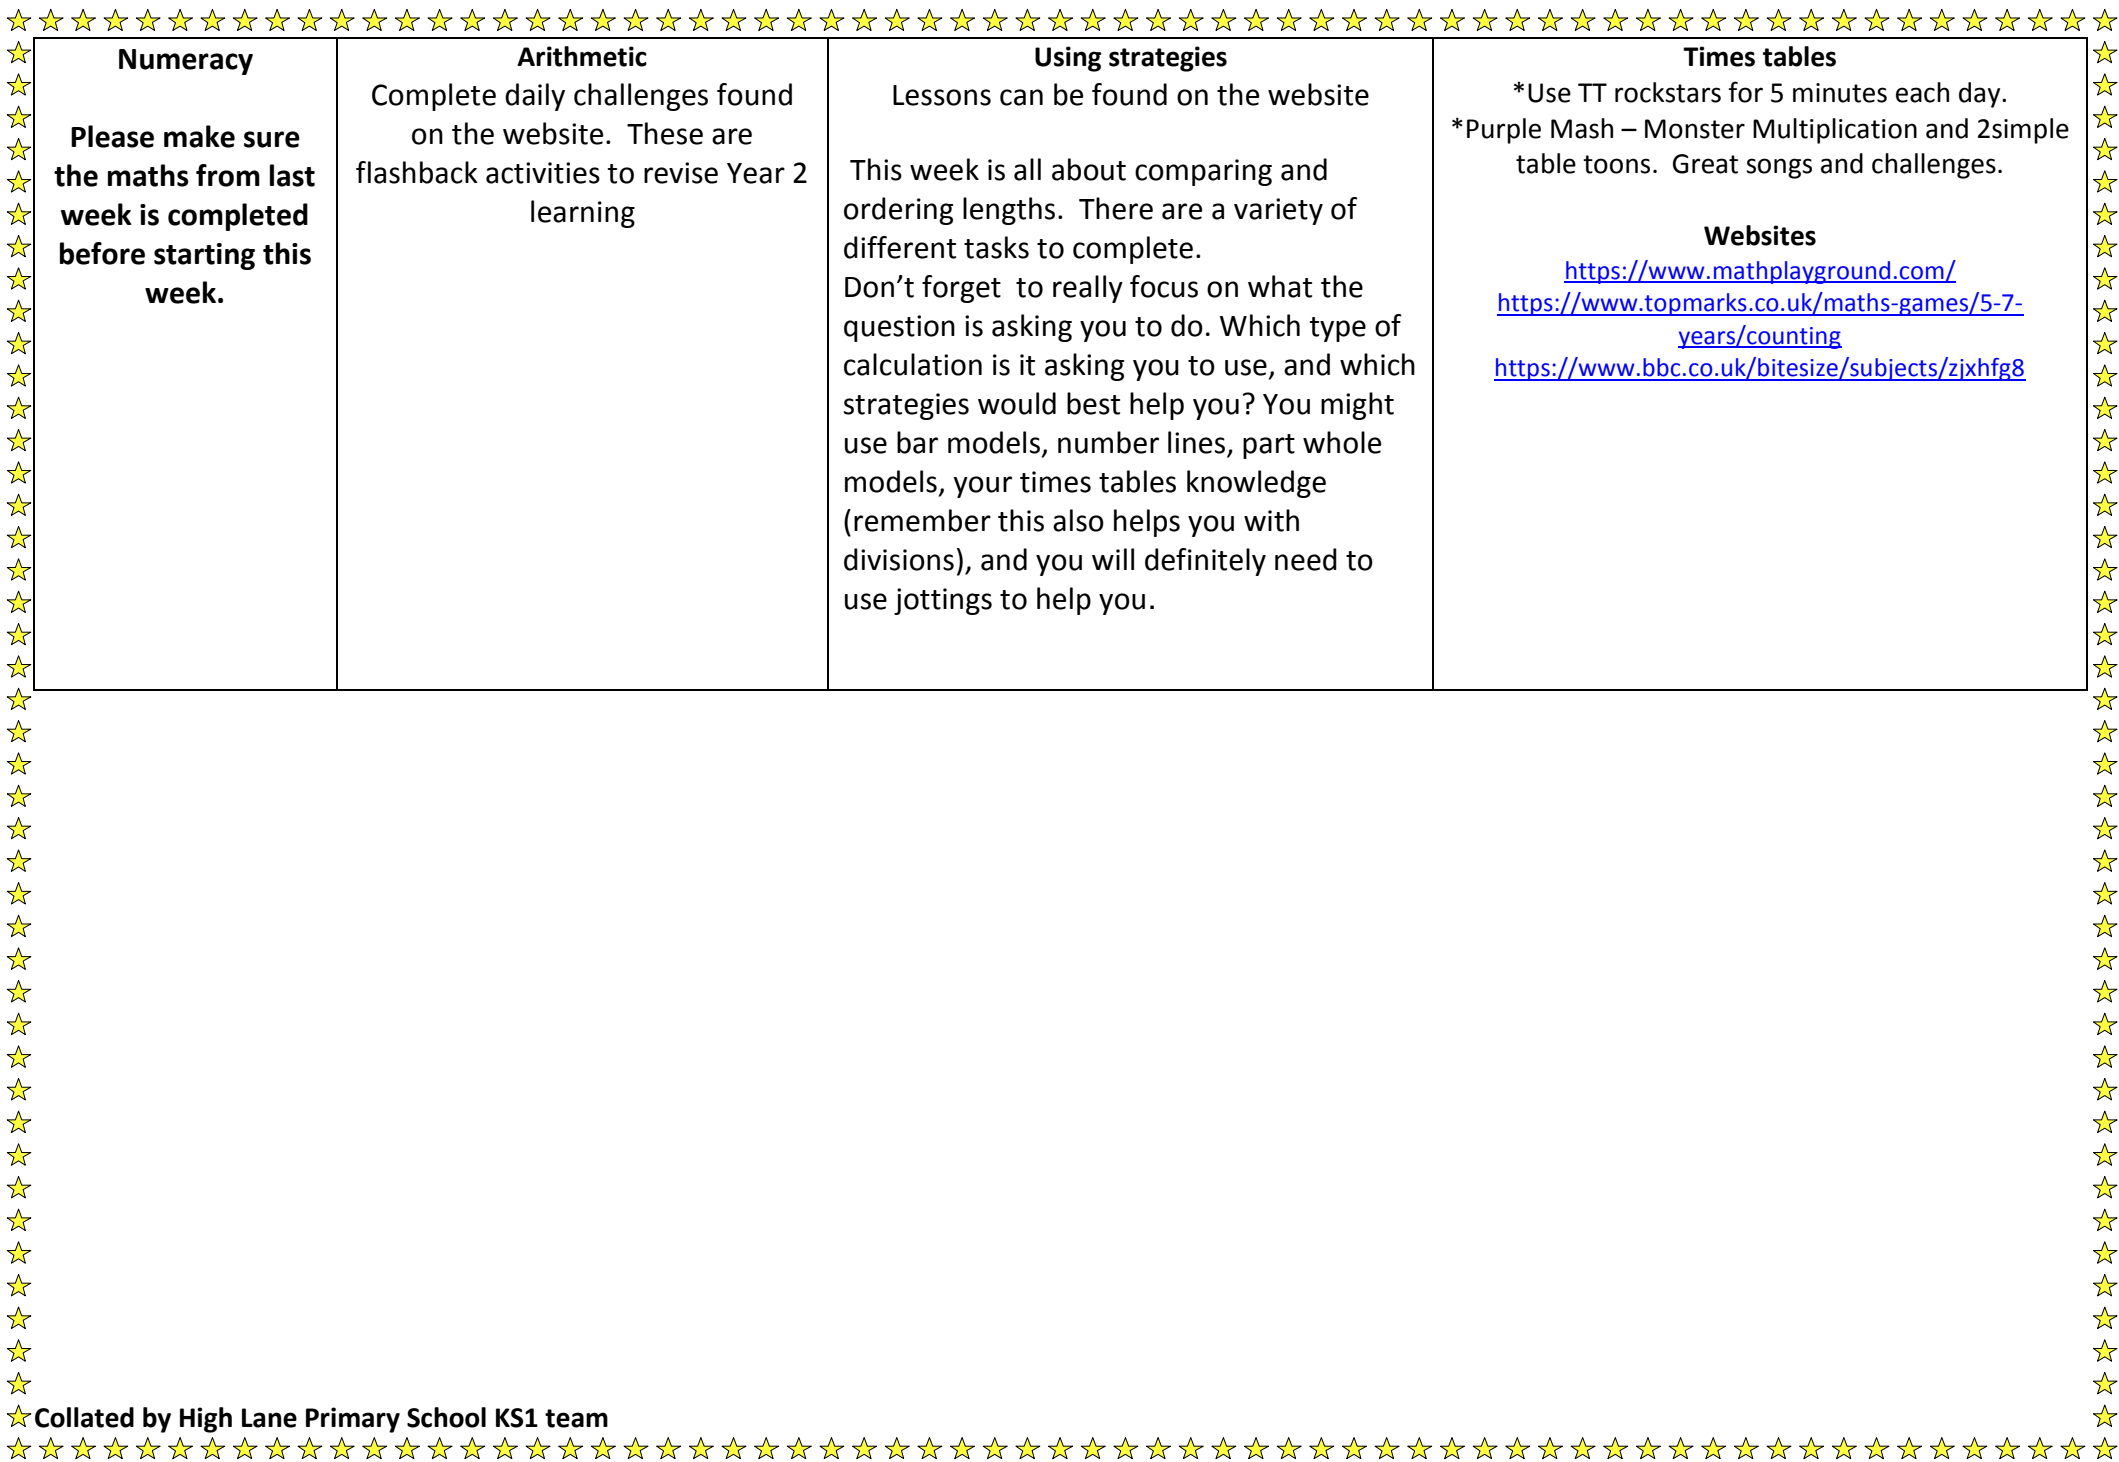 Numeracy
Please make sure
the maths from last
week is completed
before starting this
week.
Arithmetic
Complete daily challenges found
on the website.  These are
flashback activities to revise Year 2
learning
Using strategies
Lessons can be found on the website
This week is all about comparing and
ordering lengths.  There are a variety of
different tasks to complete.
Don’t forget  to really focus on what the
question is asking you to do. Which type of
calculation is it asking you to use, and which
strategies would best help you? You might
use bar models, number lines, part whole
models, your times tables knowledge
(remember this also helps you with
divisions), and you will definitely need to
use jottings to help you.
Times tables
*Use TT rockstars for 5 minutes each day.
*Purple Mash – Monster Multiplication and 2simple
table toons.  Great songs and challenges.
Websites
https://www.mathplayground.com/
https://www.topmarks.co.uk/maths-games/5-7-
years/counting
https://www.bbc.co.uk/bitesize/subjects/zjxhfg8
Collated by High Lane Primary School KS1 team